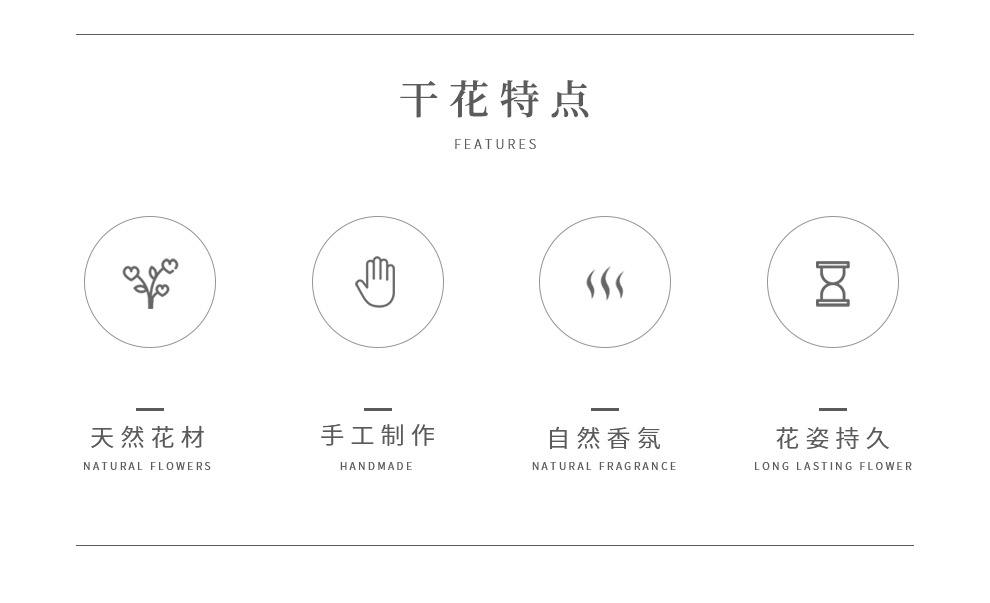 干花特点
FEATURES
天然花材
NATURAL FLOWERS
手工制作
HANDMADE
自然香氛
NATURAL FRAGRANCE
花姿持久
LONG LASTING FLOWER